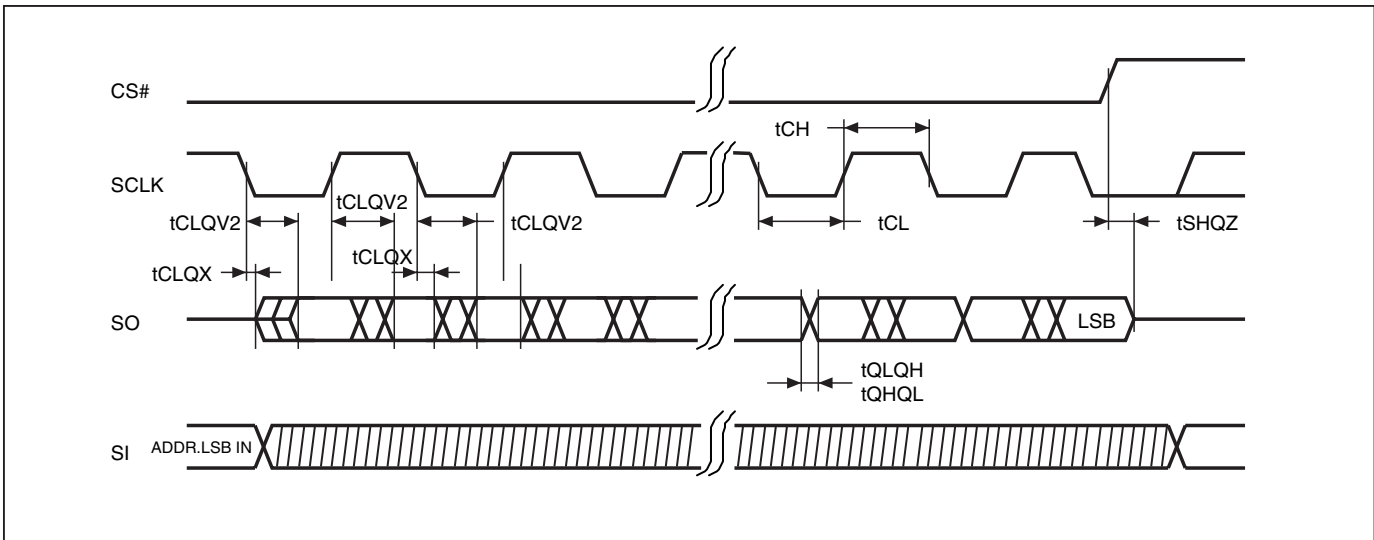 CS#
tCH
SCLK
tCLQV2
tCLQV2
tCLQV2
tCL
tSHQZ
tCLQX
tCLQX
SO
LSB
tQLQH
tQHQL
SI
ADDR.LSB IN